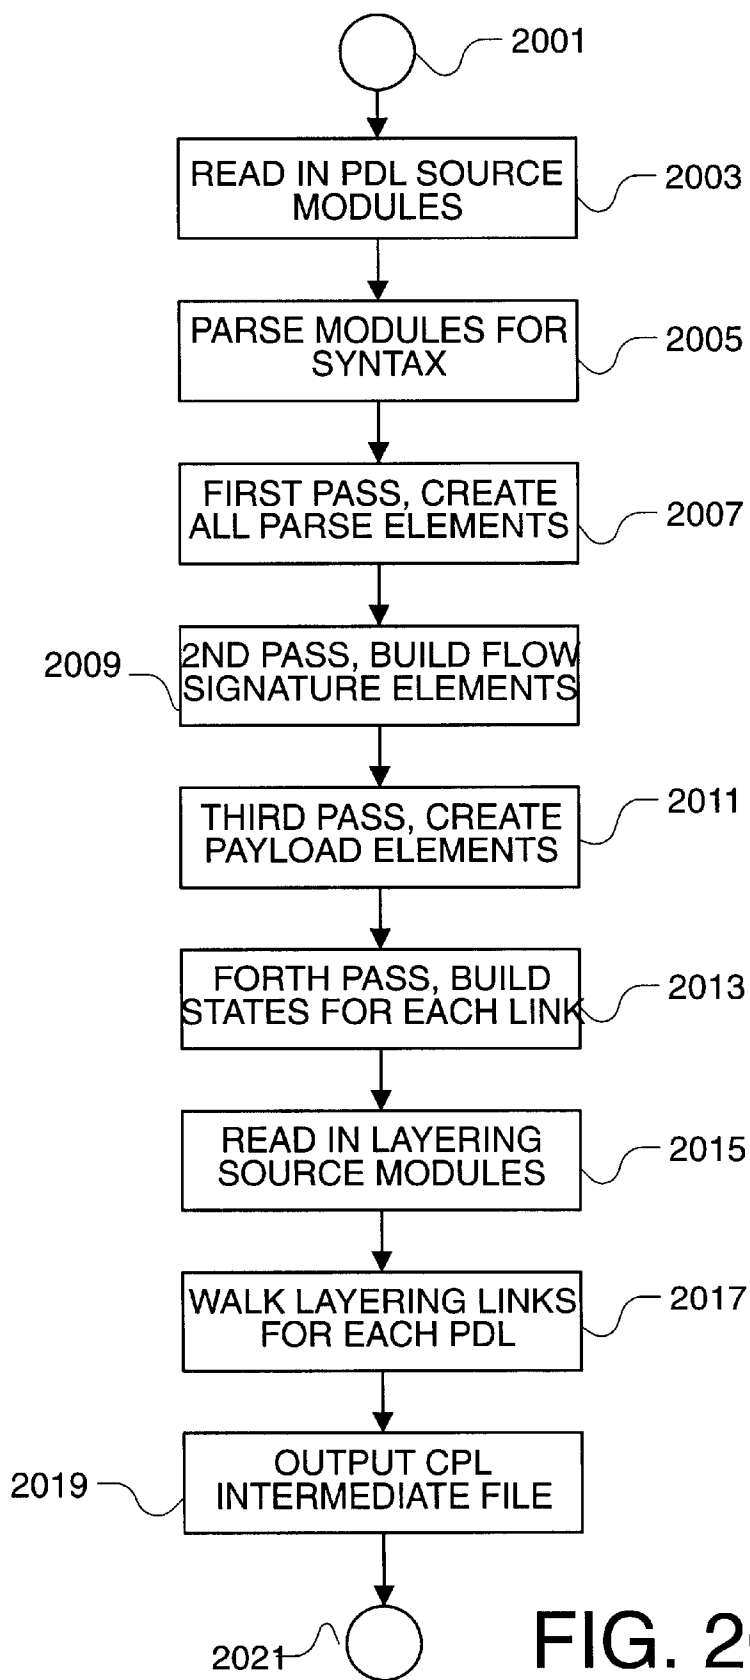 2001
READ IN PDL SOURCE
MODULES
2003
PARSE MODULES FOR
SYNTAX
2005
FIRST PASS, CREATE
ALL PARSE ELEMENTS
2007
2ND PASS, BUILD FLOW
SIGNATURE ELEMENTS
2009
THIRD PASS, CREATE
PAYLOAD ELEMENTS
2011
FORTH PASS, BUILD
STATES FOR EACH LINK
2013
READ IN LAYERING
SOURCE MODULES
2015
WALK LAYERING LINKS
FOR EACH PDL
2017
OUTPUT CPL
INTERMEDIATE FILE
2019
2021
FIG.